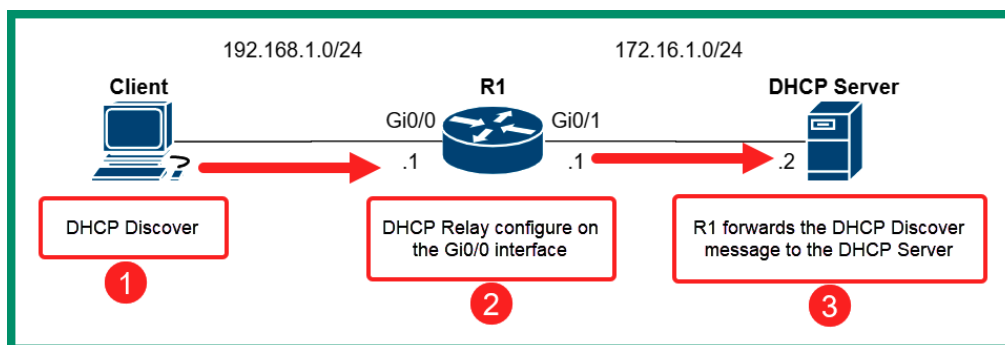 192.168.1.0/24
172.16.1.0/24
Client
R1
DHCP Server
Gi0/0
Gi0/1
?
.1
.1
.2
DHCP Discover
DHCP Relay configure on
the Gi0/0 interface
R1 forwards the DHCP Discover
message to the DHCP Server
1
2
3